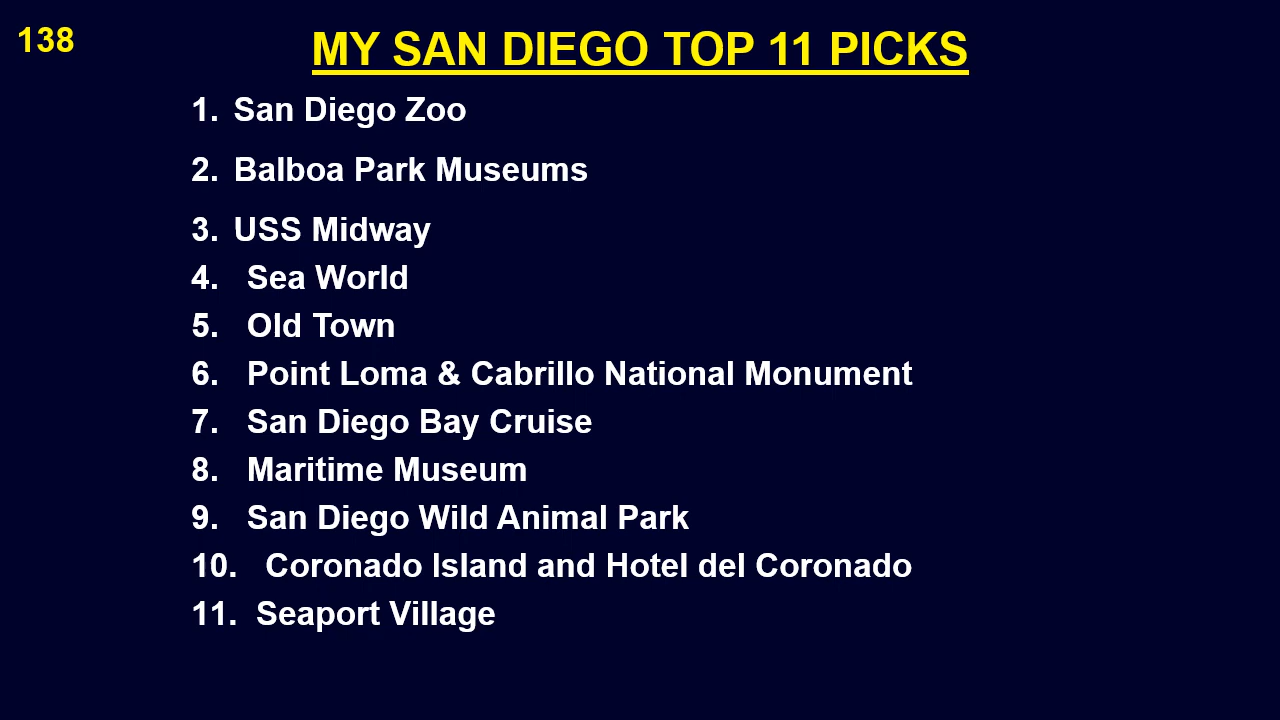 138
MY SAN DIEGO TOP 11 PICKS
1. San Diego Zoo
2. Balboa Park Museums
3. USS Midway
4. Sea World
5. Old Town
6. Point Loma & Cabrillo National Monument
7. San Diego Bay Cruise
8. Maritime Museum
9. San Diego Wild Animal Park
10. Coronado Island and Hotel del Coronado
11. Seaport Village